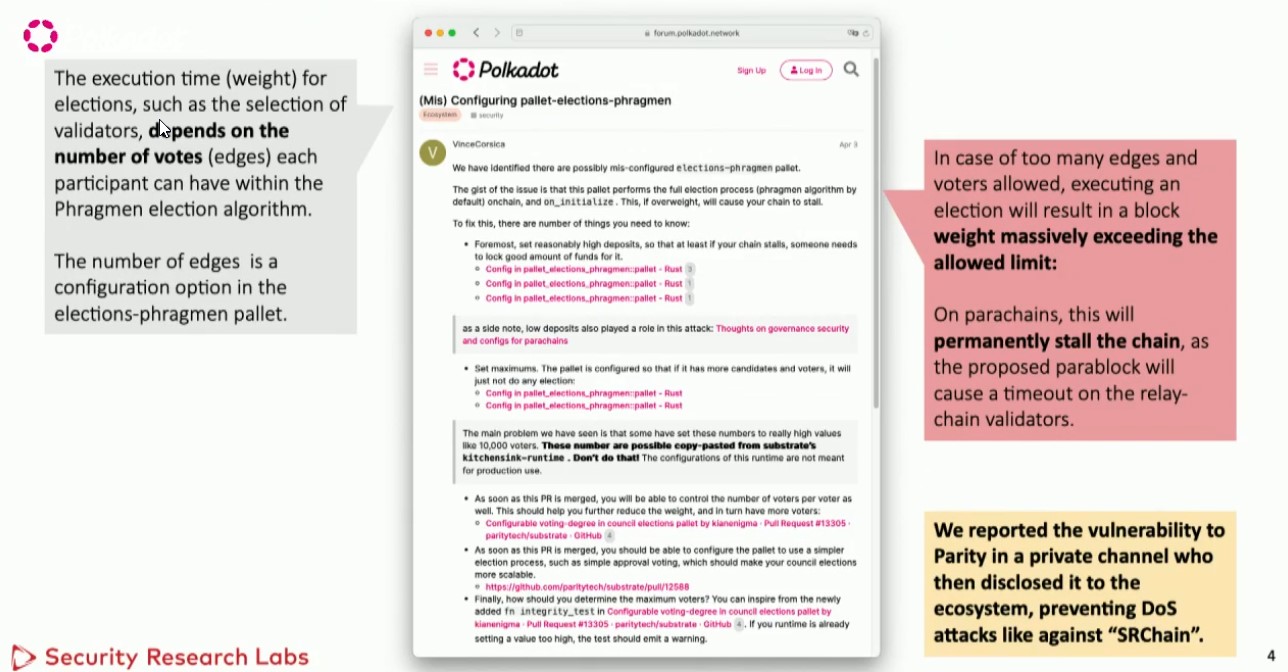 The execution time (weight) for
elections, such as the selection of
validators, depends on the
number of votes (edges) each
participant can have within the
Phragmen election algorithm.
The number of edges is a
configuration option in the
elections-phragmen pallet.
forum.polkadot.network
Polkadot
Sign Up
Log In
(Mis) Configuring pallet-elections-phragmen
Ecosystem
security
V
VinceCorsica
Apr 3
We have identified there are possibly mis-configured elections-phragmen pallet.
The gist of the issue is that this pallet performs the full election process (phragmen algorithm by
default) onchain, and on_initialize . This, if overweight, will cause your chain to stall.
To fix this, there are number of things you need to know:
• Foremost, set reasonably high deposits, so that at least if your chain stalls, someone needs
to lock good amount of funds for it.
Config in pallet_elections_phragmen::pallet - Rust 3
Config in pallet_elections_phragmen::pallet - Rust 1
Config in pallet_elections_phragmen::pallet - Rust 1
as a side note, low deposits also played a role in this attack: Thoughts on governance security
and configs for parachains
• Set maximums. The pallet is configured so that if it has more candidates and voters, it will
just not do any election:
Config in pallet_elections_phragmen::pallet - Rust
Config in pallet_elections_phragmen::pallet - Rust
The main problem we have seen is that some have set these numbers to really high values
like 10,000 voters. These number are possible copy-pasted from substrate's
kitchensink-runtime . Don't do that! The configurations of this runtime are not meant
for production use.
• As soon as this PR is merged, you will be able to control the number of voters per voter as
well. This should help you further reduce the weight, and in turn have more voters:
Configurable voting-degree in council elections pallet by kianenigma · Pull Request #13305 ·
paritytech/substrate · GitHub 4
• As soon as this PR is merged, you should be able to configure the pallet to use a simpler
election process, such as simple approval voting, which should make your council elections
more scalable.
https://github.com/paritytech/substrate/pull/12588
• Finally, how should you determine the maximum voters? You can inspire from the newly
added fn integrity_test in Configurable voting-degree in council elections pallet by
kianenigma · Pull Request #13305 · paritytech/substrate · GitHub 4 . If you runtime is already
setting a value too high, the test should emit a warning.
In case of too many edges and
voters allowed, executing an
election will result in a block
weight massively exceeding the
allowed limit:
On parachains, this will
permanently stall the chain, as
the proposed parablock will
cause a timeout on the relay-
chain validators.
We reported the vulnerability to
Parity in a private channel who
then disclosed it to the
ecosystem, preventing DoS
attacks like against “SRChain”.
Security Research Labs
4